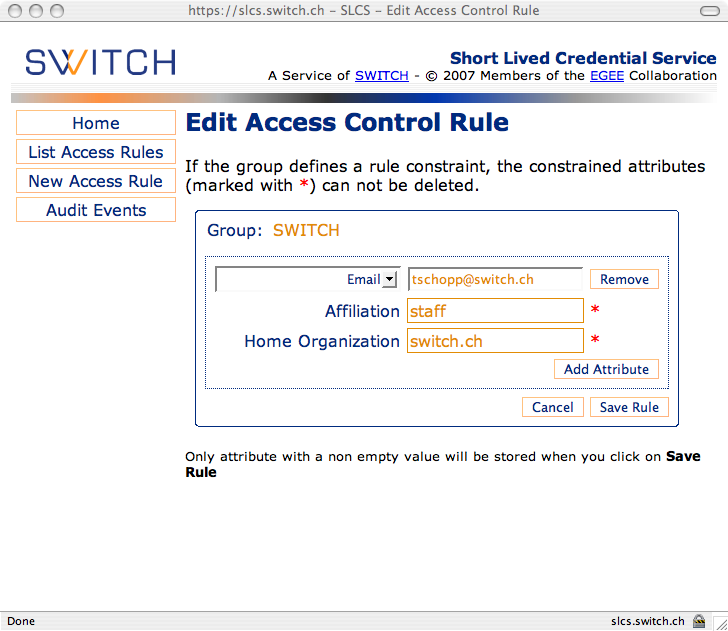 https://slcs.switch.ch – SLCS – Edit Access Control Rule
SWITCH
Short Lived Credential Service
A Service of SWITCH - © 2007 Members of the EGEE Collaboration
Home
List Access Rules
New Access Rule
Audit Events
Edit Access Control Rule
If the group defines a rule constraint, the constrained attributes
(marked with *) can not be deleted.
Group: SWITCH
Email tschopp@switch.ch Remove
Affiliation staff *
Home Organization switch.ch *
Add Attribute
Cancel Save Rule
Only attribute with a non empty value will be stored when you click on Save
Rule
Done slcs.switch.ch